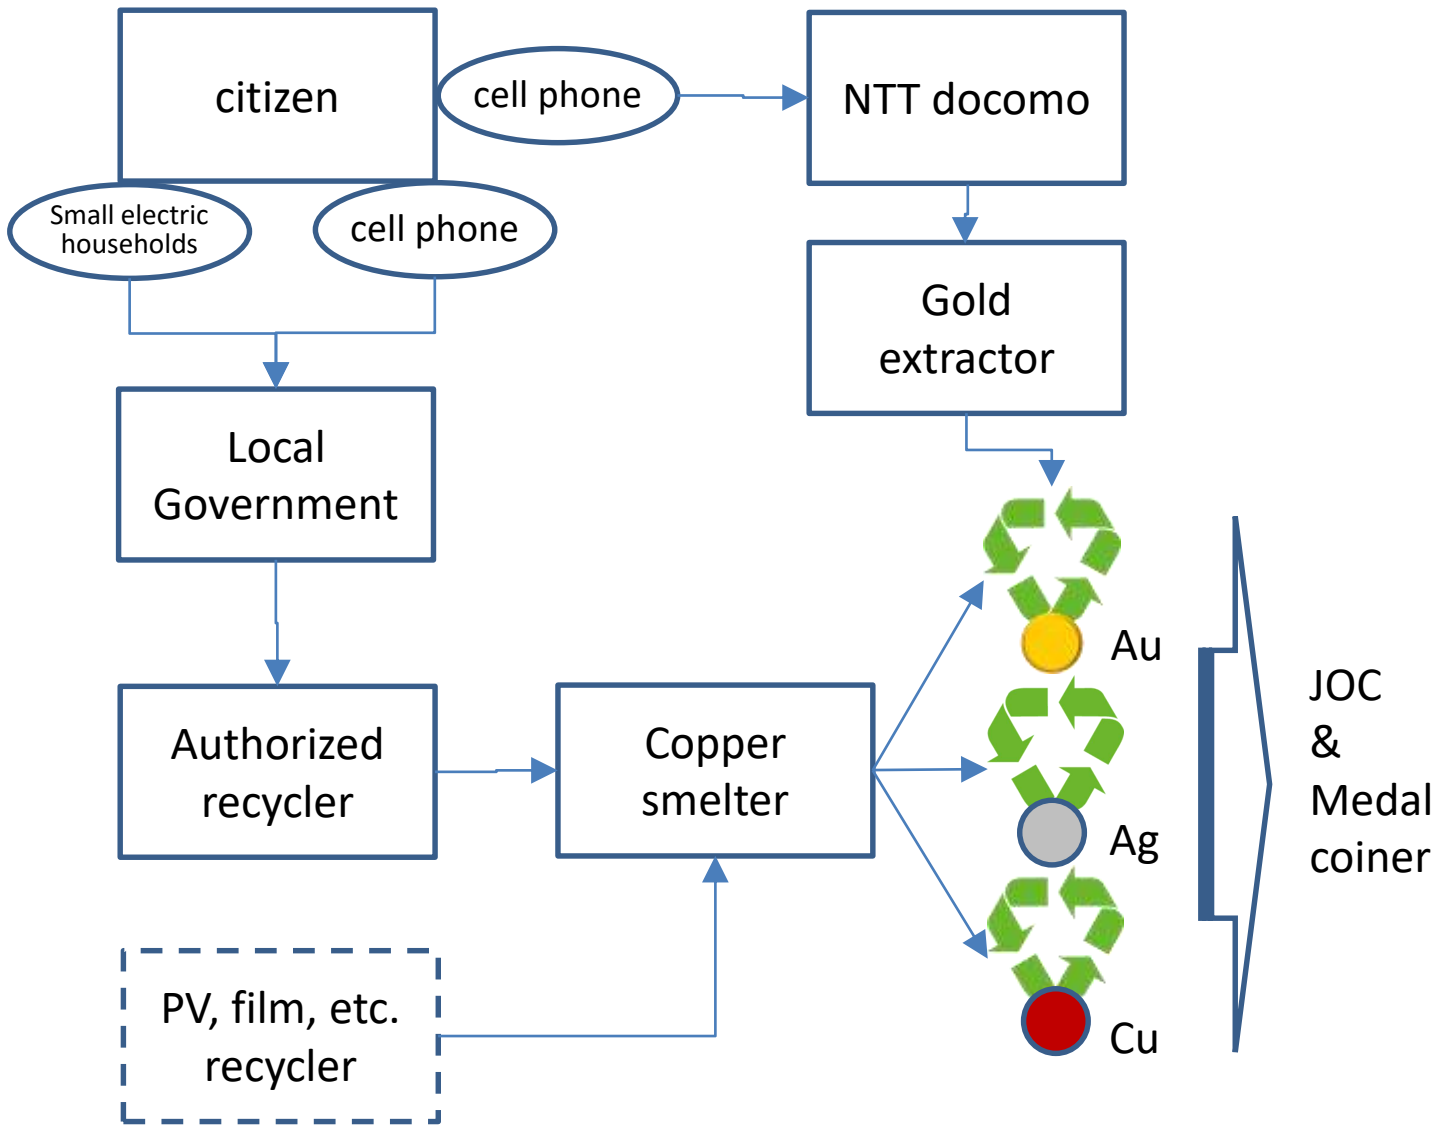 citizen
cell phone
NTT docomo
Small electric
households
cell phone
Gold
extractor
Local
Government
Au
JOC
&
Medal
coiner
Authorized
recycler
Copper
smelter
Ag
PV, film, etc.
recycler
Cu